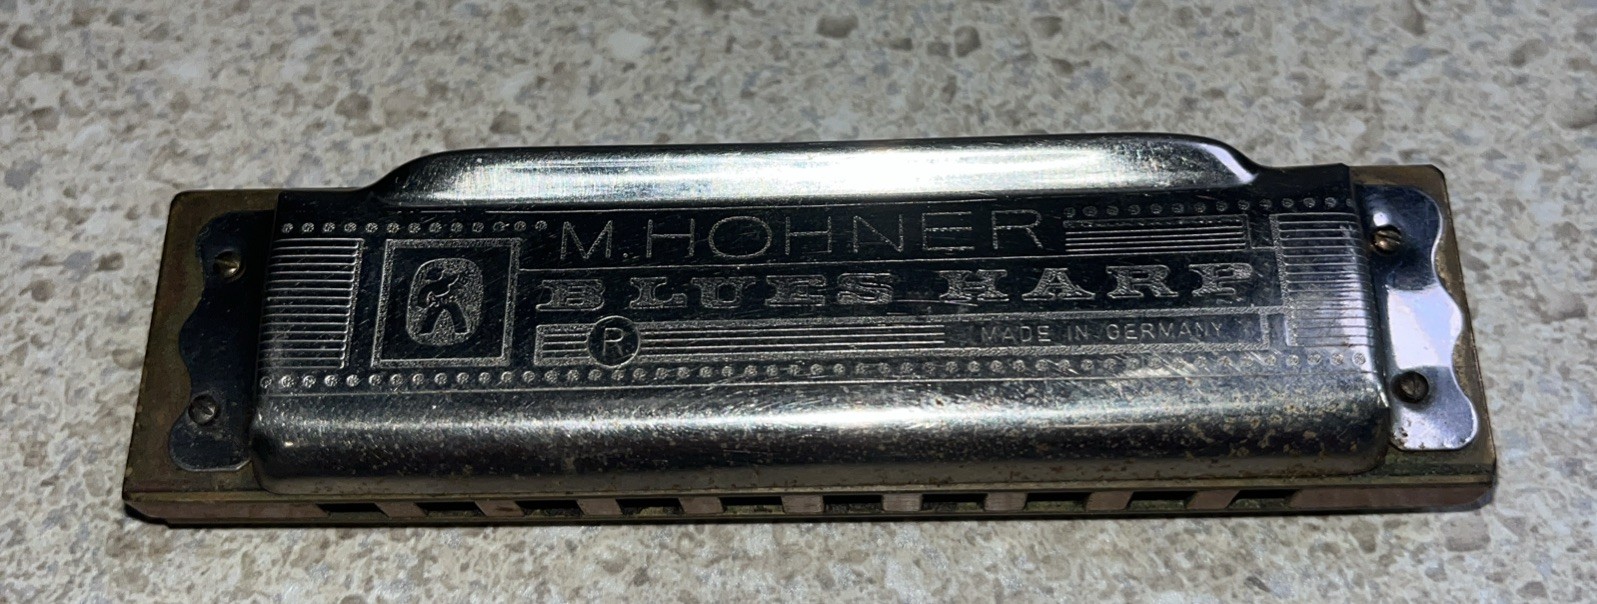 M. HOHNER
BLUES HARP
R MADE IN GERMANY